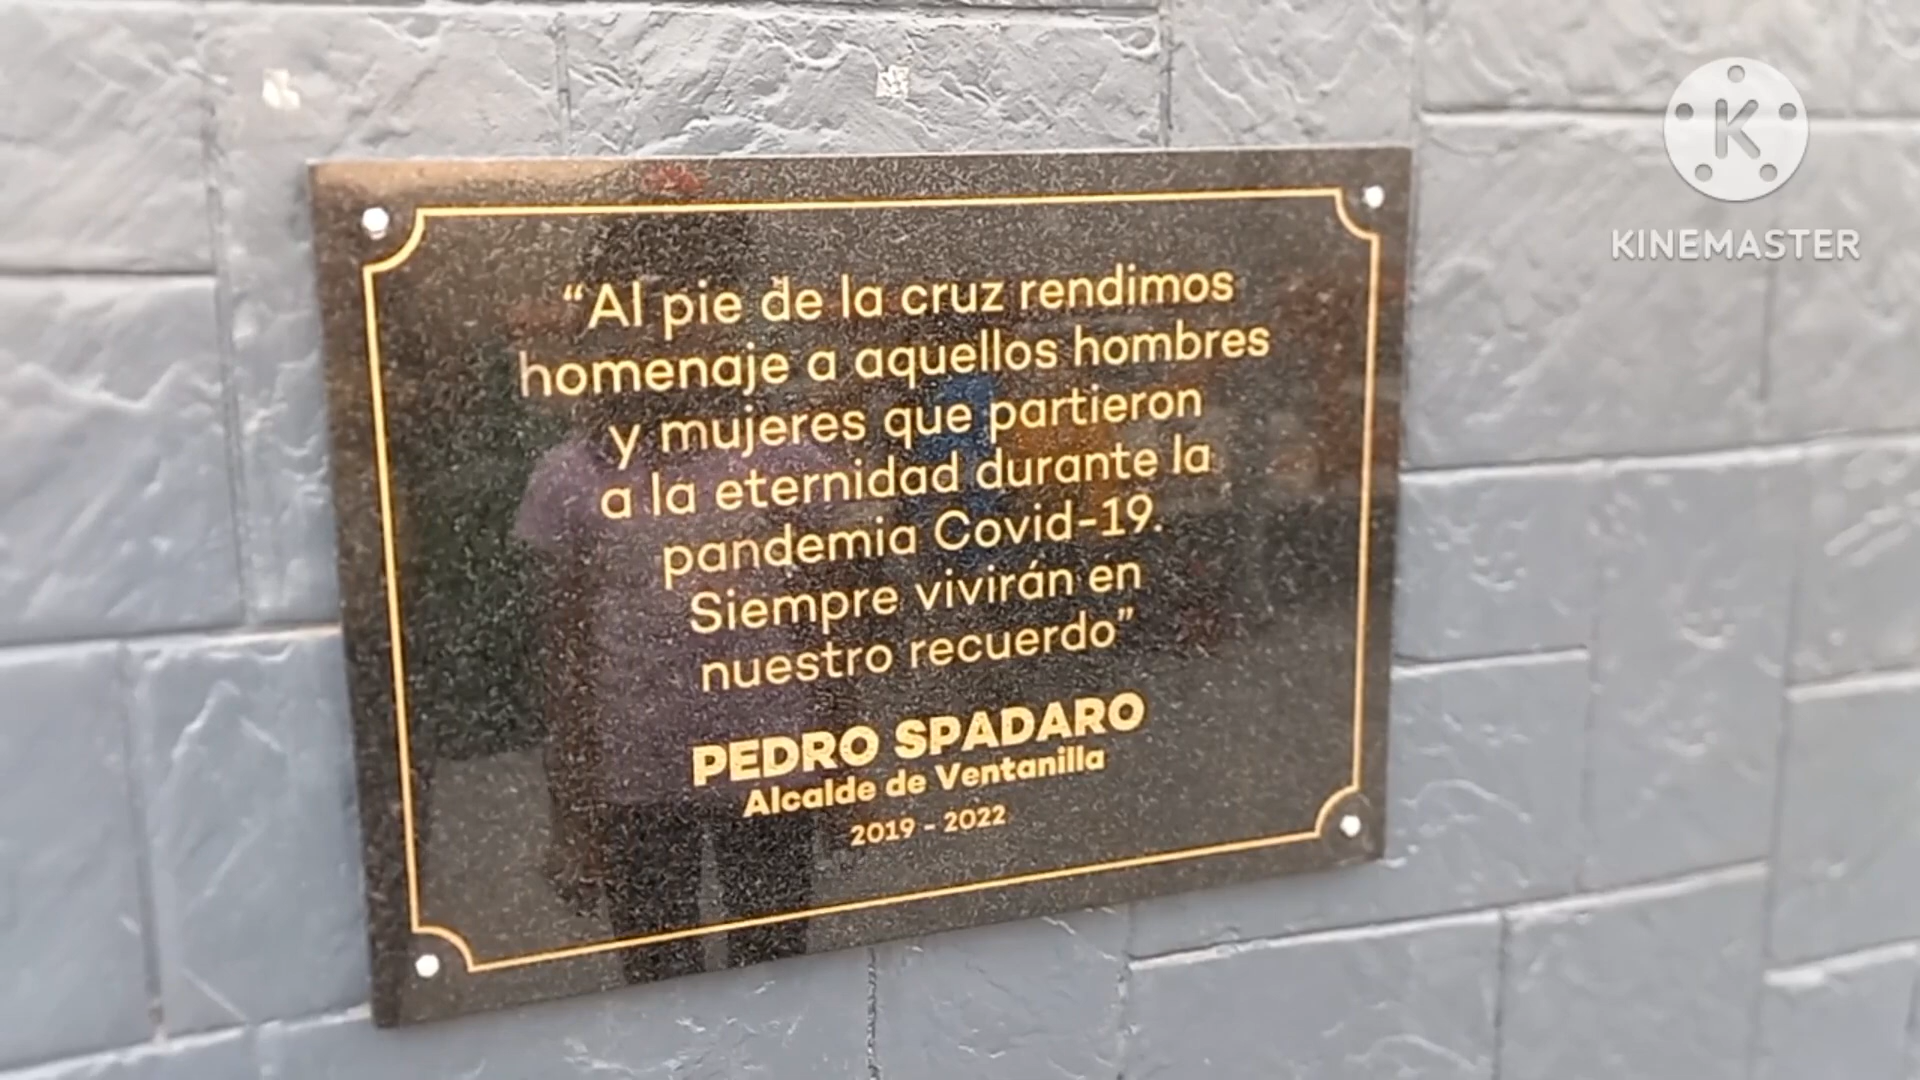 “Al pie de la cruz rendimos
homenaje a aquellos hombres
y mujeres que partieron
a la eternidad durante la
pandemia Covid-19.
Siempre vivirán en
nuestro recuerdo”
PEDRO SPADARO
Alcalde de Ventanilla
2019 - 2022
K
KINEMASTER